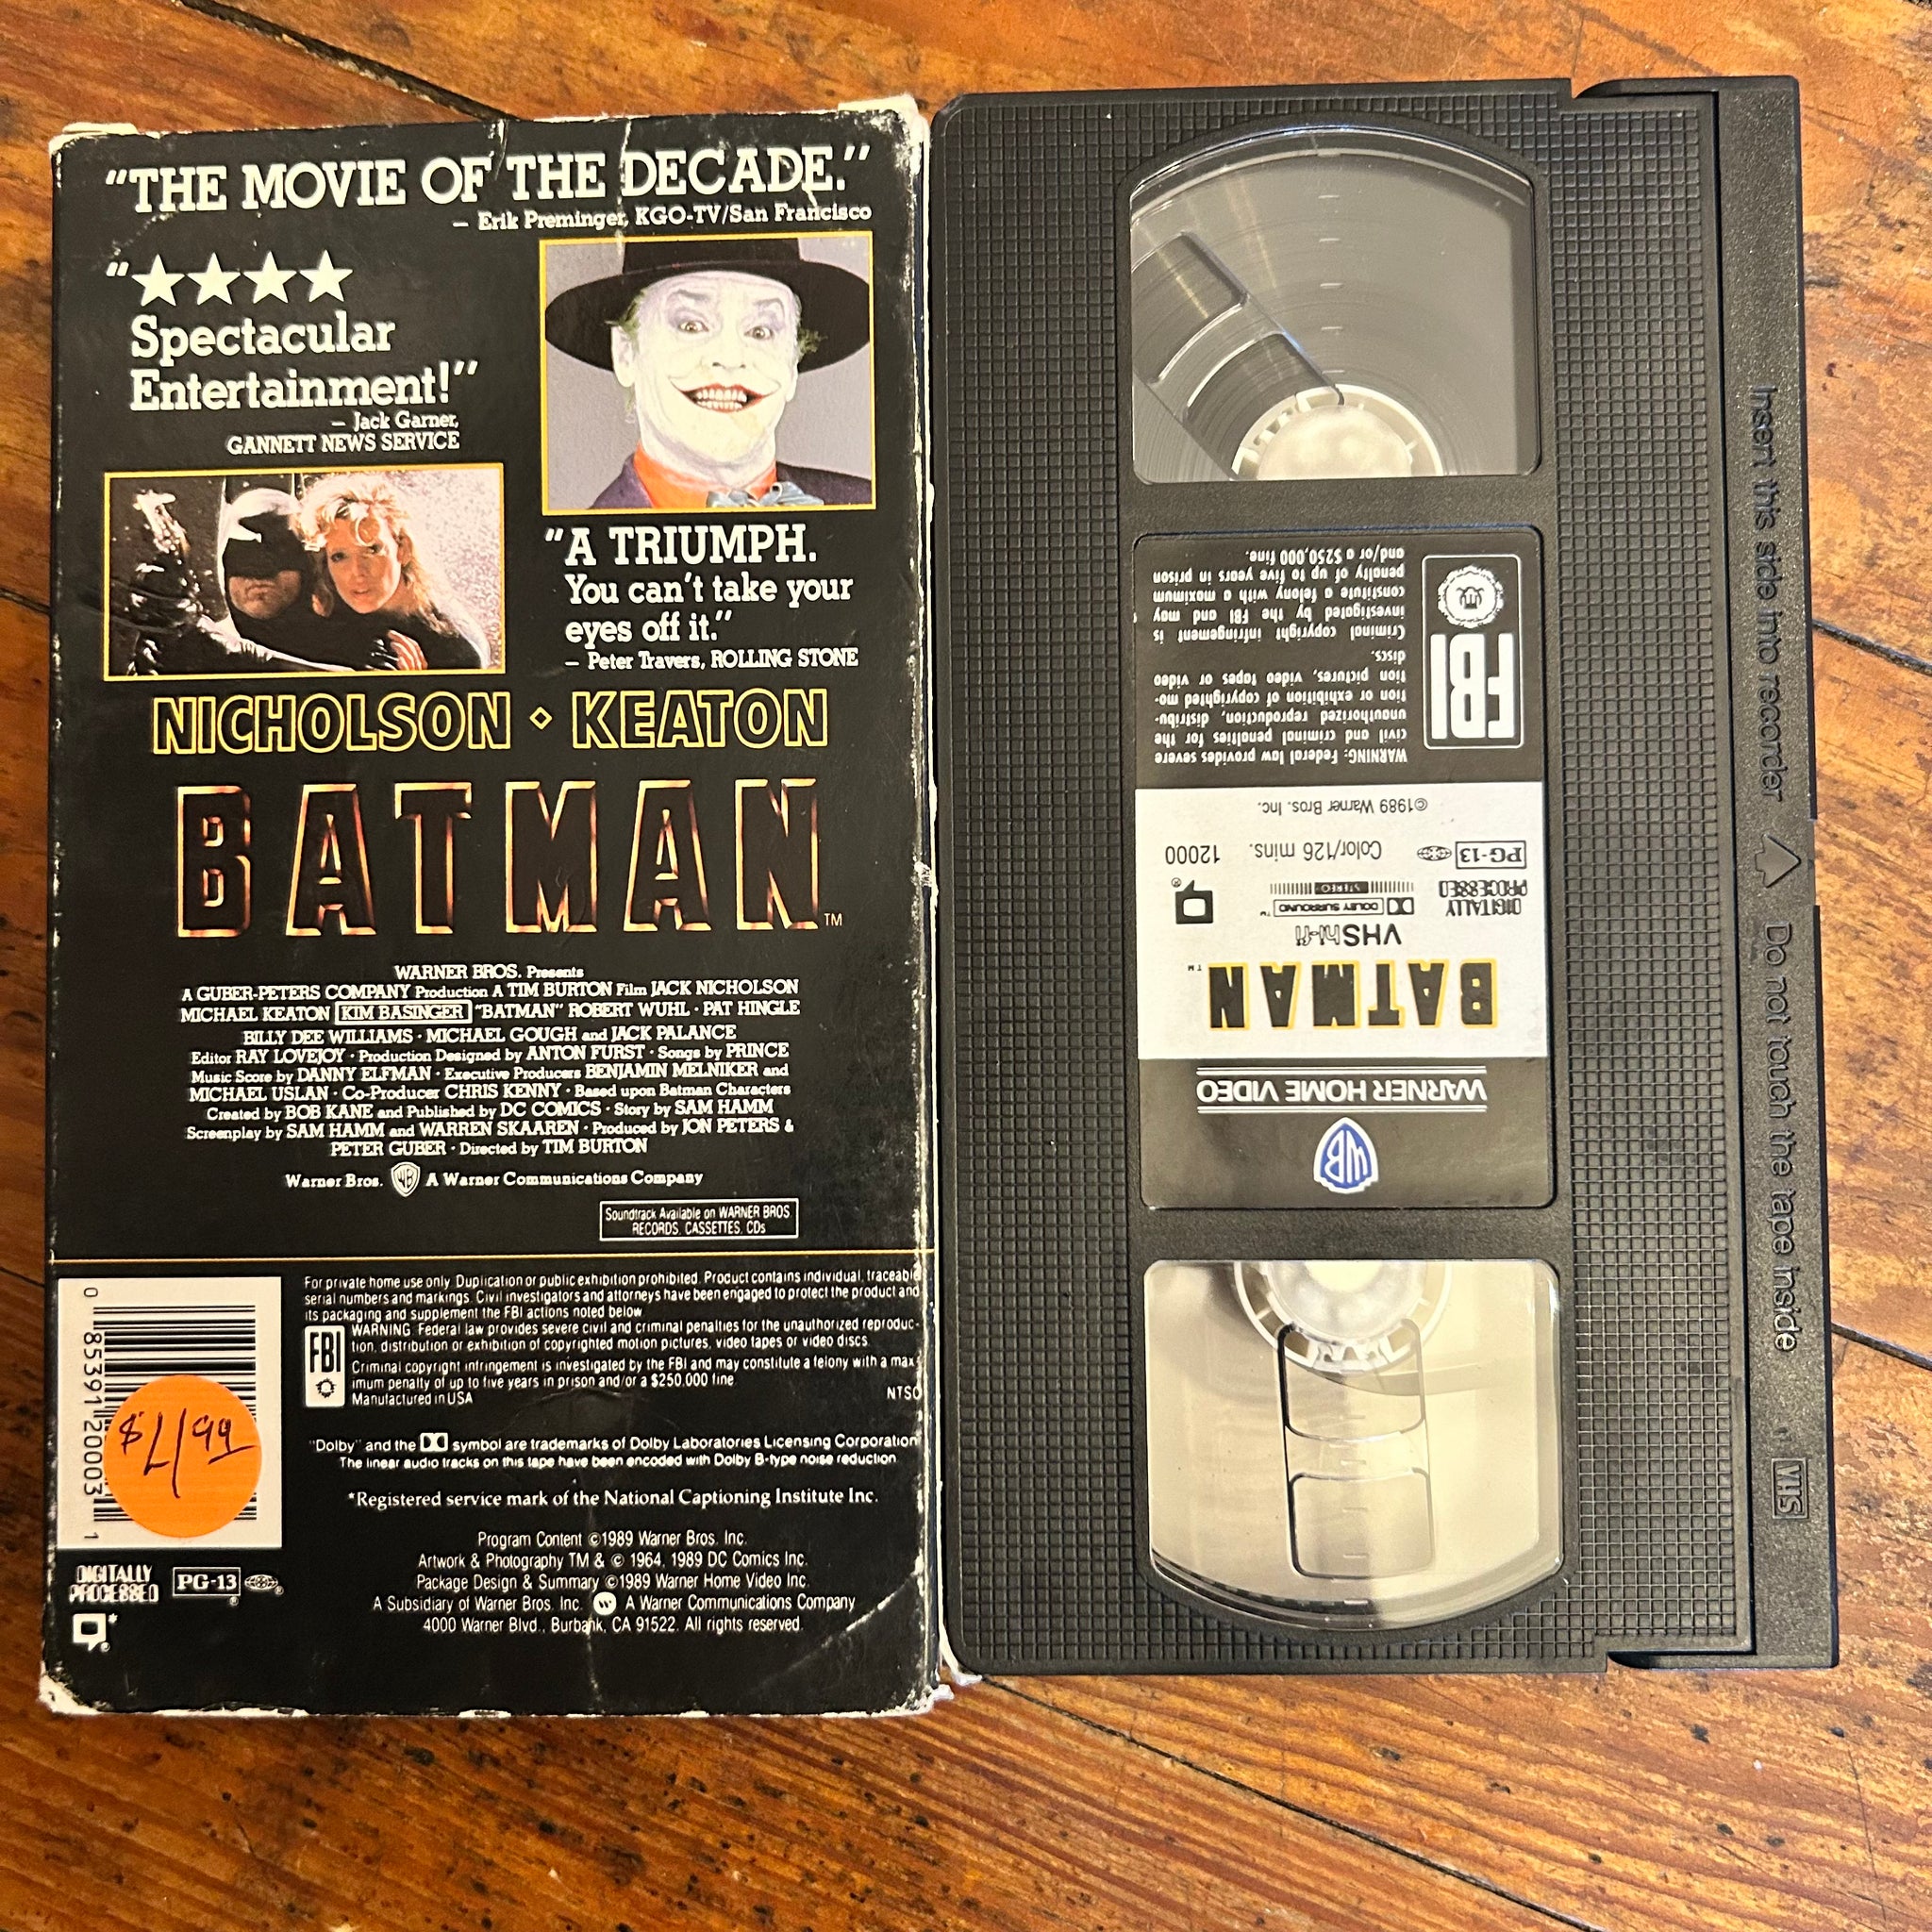 “THE MOVIE OF THE DECADE.”
— Erik Preminger, KGO-TV/San Francisco
“★★★★
Spectacular
Entertainment!”
— Jack Garner,
GANNETT NEWS SERVICE
“A TRIUMPH.
You can't take your
eyes off it.”
— Peter Travers, ROLLING STONE
NICHOLSON ⋄ KEATON
BATMAN™
WARNER BROS. Presents
A GUBER-PETERS COMPANY Production A TIM BURTON Film JACK NICHOLSON
MICHAEL KEATON KIM BASINGER “BATMAN” ROBERT WUHL · PAT HINGLE
BILLY DEE WILLIAMS · MICHAEL GOUGH and JACK PALANCE
Editor RAY LOVEJOY · Production Designed by ANTON FURST · Songs by PRINCE
Music Score by DANNY ELFMAN · Executive Producers BENJAMIN MELNIKER and
MICHAEL USLAN · Co-Producer CHRIS KENNY · Based upon Batman Characters
Created by BOB KANE and Published by DC COMICS · Story by SAM HAMM
Screenplay by SAM HAMM and WARREN SKAAREN · Produced by JON PETERS &
PETER GUBER · Directed by TIM BURTON
Warner Bros. WB A Warner Communications Company
Soundtrack Available on WARNER BROS.
RECORDS, CASSETTES, CDs
For private home use only. Duplication or public exhibition prohibited. Product contains individual, traceable
serial numbers and markings. Civil investigators and attorneys have been engaged to protect the product and
its packaging and supplement the FBI actions noted below.
FBI
WARNING: Federal law provides severe civil and criminal penalties for the unauthorized reproduc-
tion, distribution or exhibition of copyrighted motion pictures, video tapes or video discs.
Criminal copyright infringement is investigated by the FBI and may constitute a felony with a max-
imum penalty of up to five years in prison and/or a $250,000 fine.
Manufactured in USA
NTSC
“Dolby” and the DD symbol are trademarks of Dolby Laboratories Licensing Corporation
The linear audio tracks on this tape have been encoded with Dolby B-type noise reduction.
*Registered service mark of the National Captioning Institute Inc.
Program Content ©1989 Warner Bros. Inc.
Artwork & Photography TM & © 1964, 1989 DC Comics Inc.
Package Design & Summary ©1989 Warner Home Video Inc.
A Subsidiary of Warner Bros. Inc. A Warner Communications Company
4000 Warner Blvd., Burbank, CA 91522. All rights reserved.
0 85391 20003 1
$4.99
DIGITALLY
PROCESSED
PG-13®
*
®
WB
WARNER HOME VIDEO
BATMAN™
VHS hi-fi
DIGITALLY
PROCESSED
DOLBY SURROUND™
STEREO
®
PG-13
Color/126 mins. 12000
©1989 Warner Bros. Inc.
FBI
WARNING: Federal law provides severe
civil and criminal penalties for the
unauthorized reproduction, distribu-
tion or exhibition of copyrighted mo-
tion pictures, video tapes or video
discs.
Criminal copyright infringement is
investigated by the FBI and may
constitute a felony with a maximum
penalty of up to five years in prison
and/or a $250,000 fine.
Insert this side into recorder Do not touch the tape inside
VHS